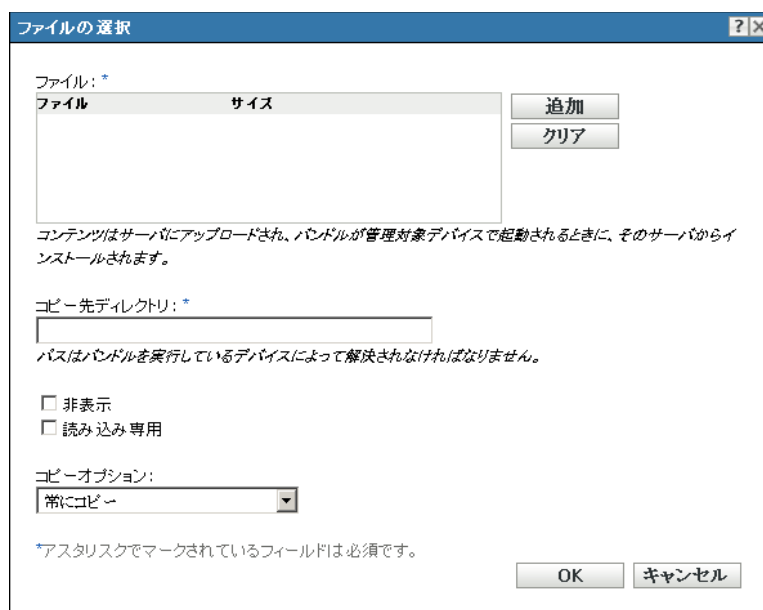 ファイルの選択
ファイル: *
ファイル サイズ
追加
クリア
コンテンツはサーバにアップロードされ、バンドルが管理対象デバイスで起動されるときに、そのサーバからイ
ンストールされます。
コピー先ディレクトリ: *
パスはバンドルを実行しているデバイスによって解決されなければなりません。
非表示
読み込み専用
コピーオプション:
常にコピー
*アスタリスクでマークされているフィールドは必須です。
OK キャンセル